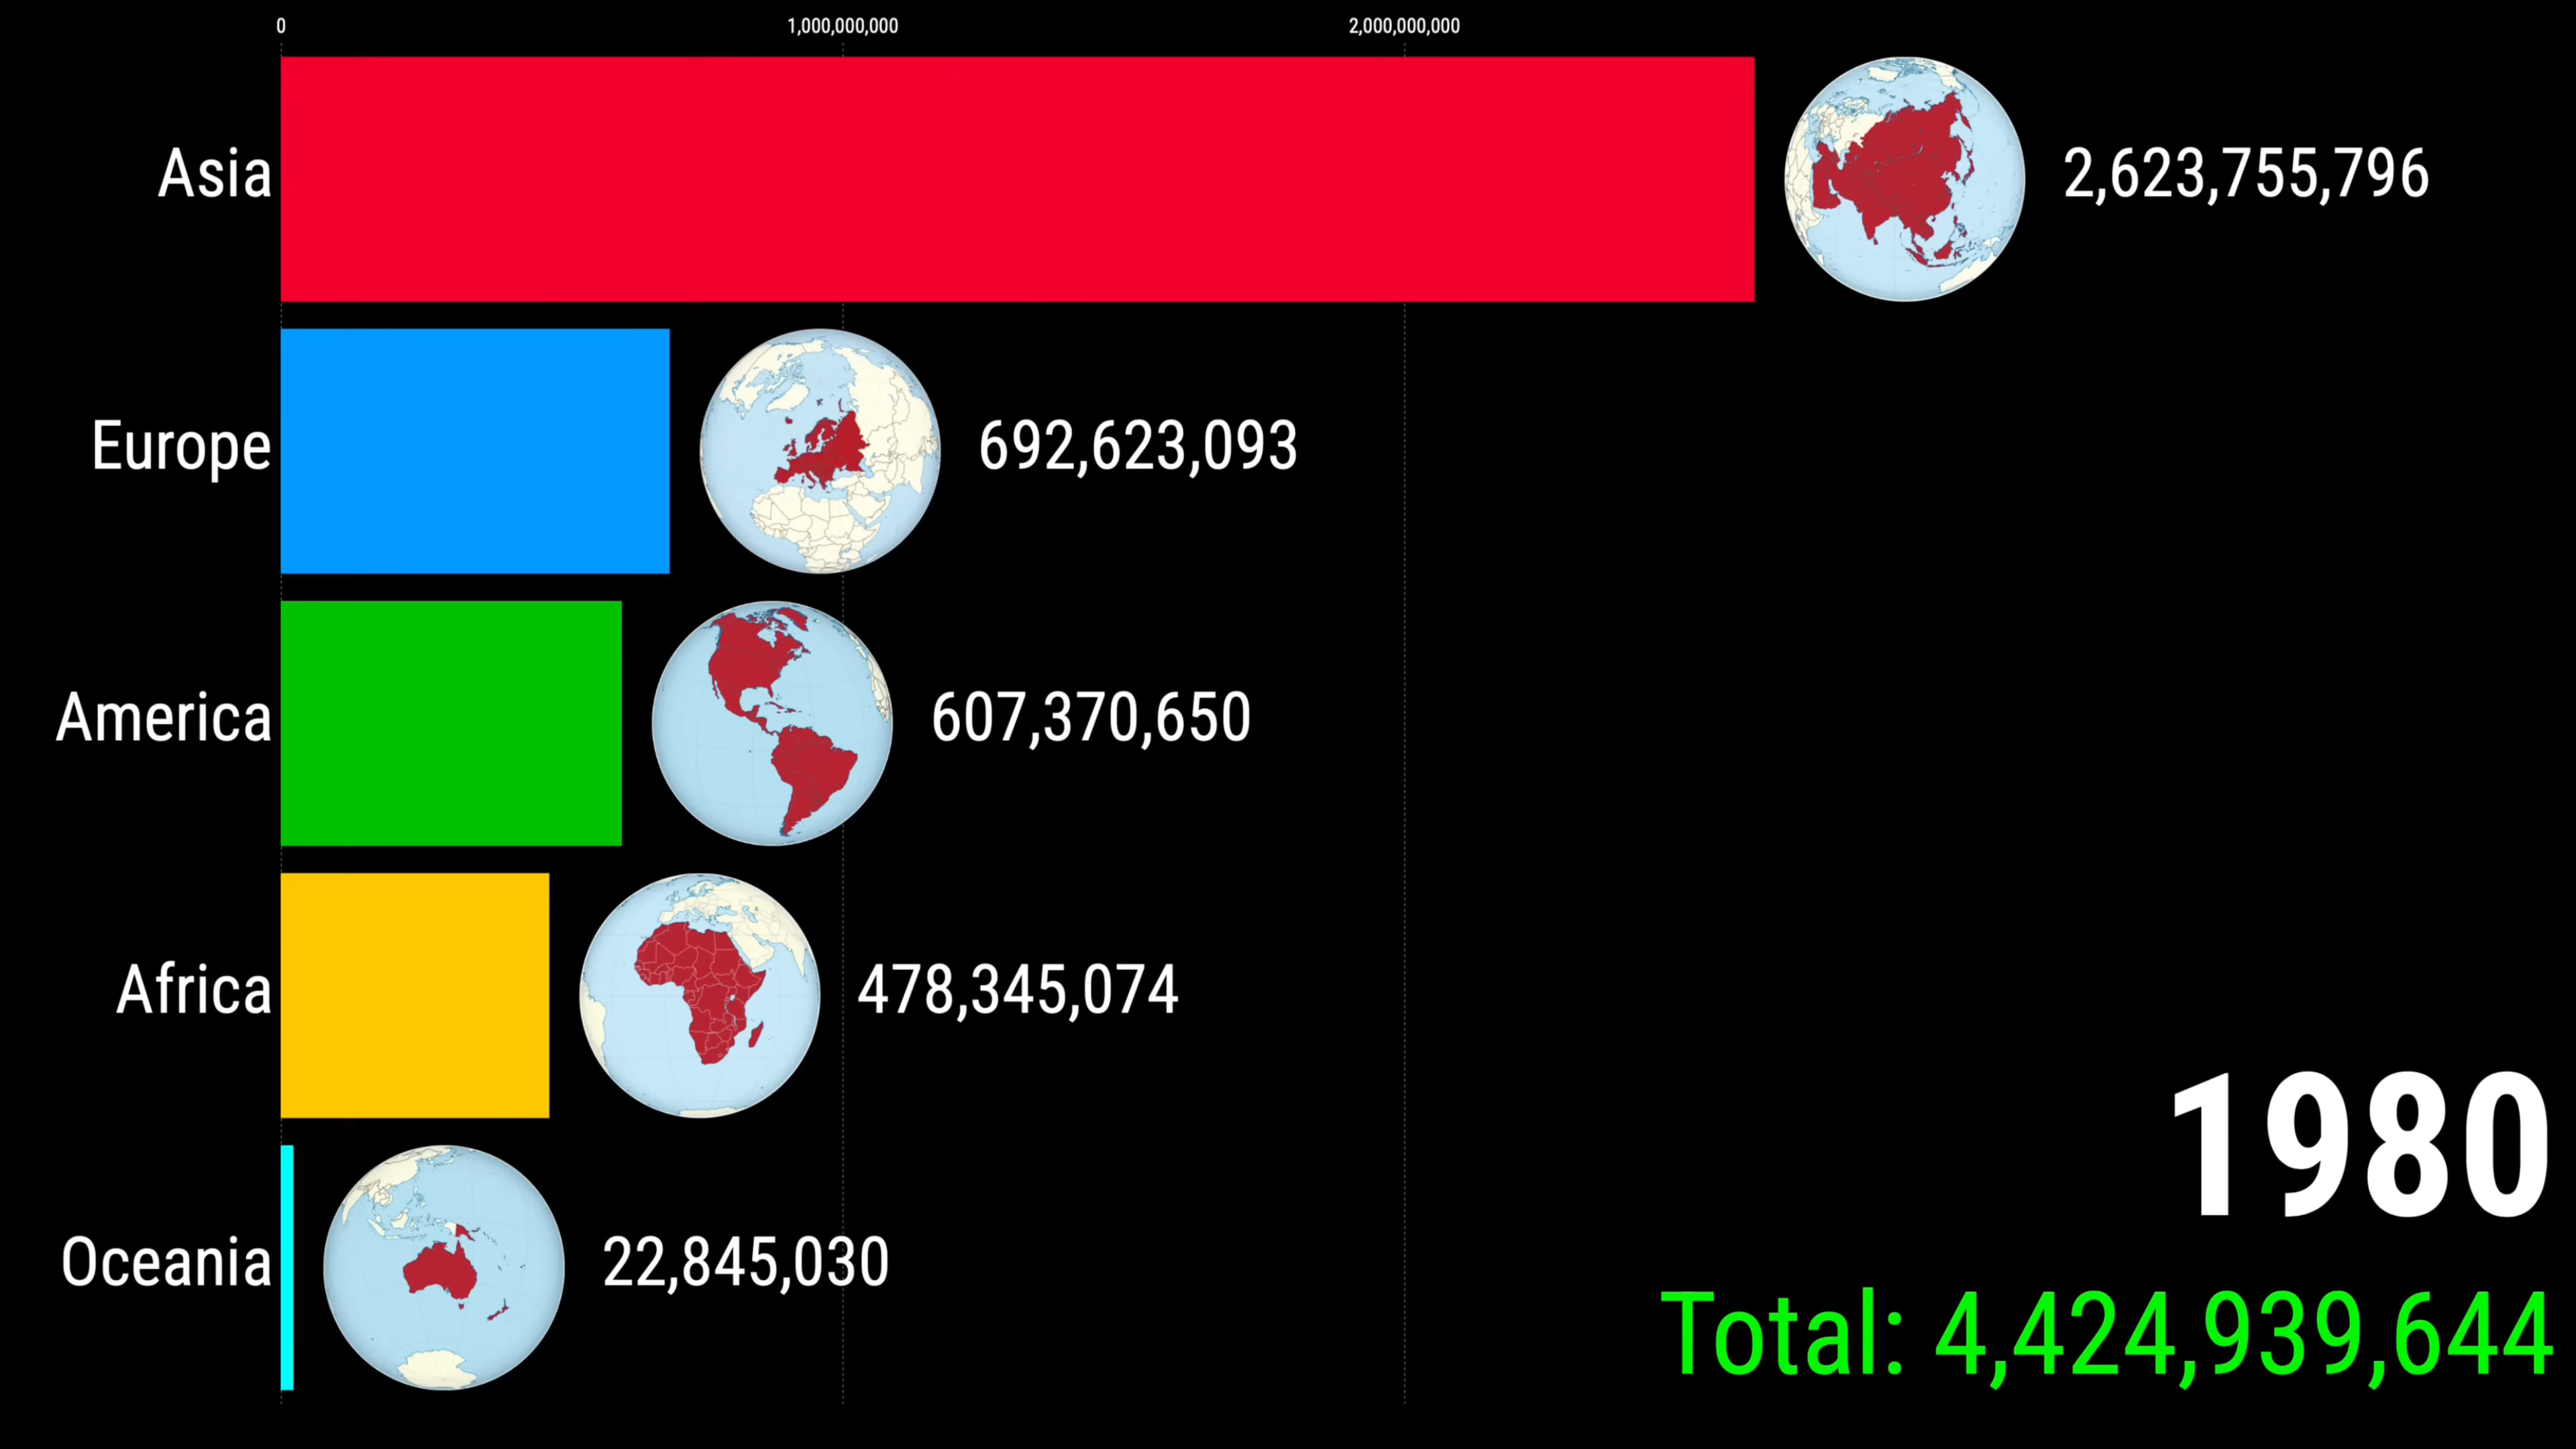 0 1,000,000,000 2,000,000,000
Asia 2,623,755,796
Europe 692,623,093
America 607,370,650
Africa 478,345,074
Oceania 22,845,030
1980
Total: 4,424,939,644